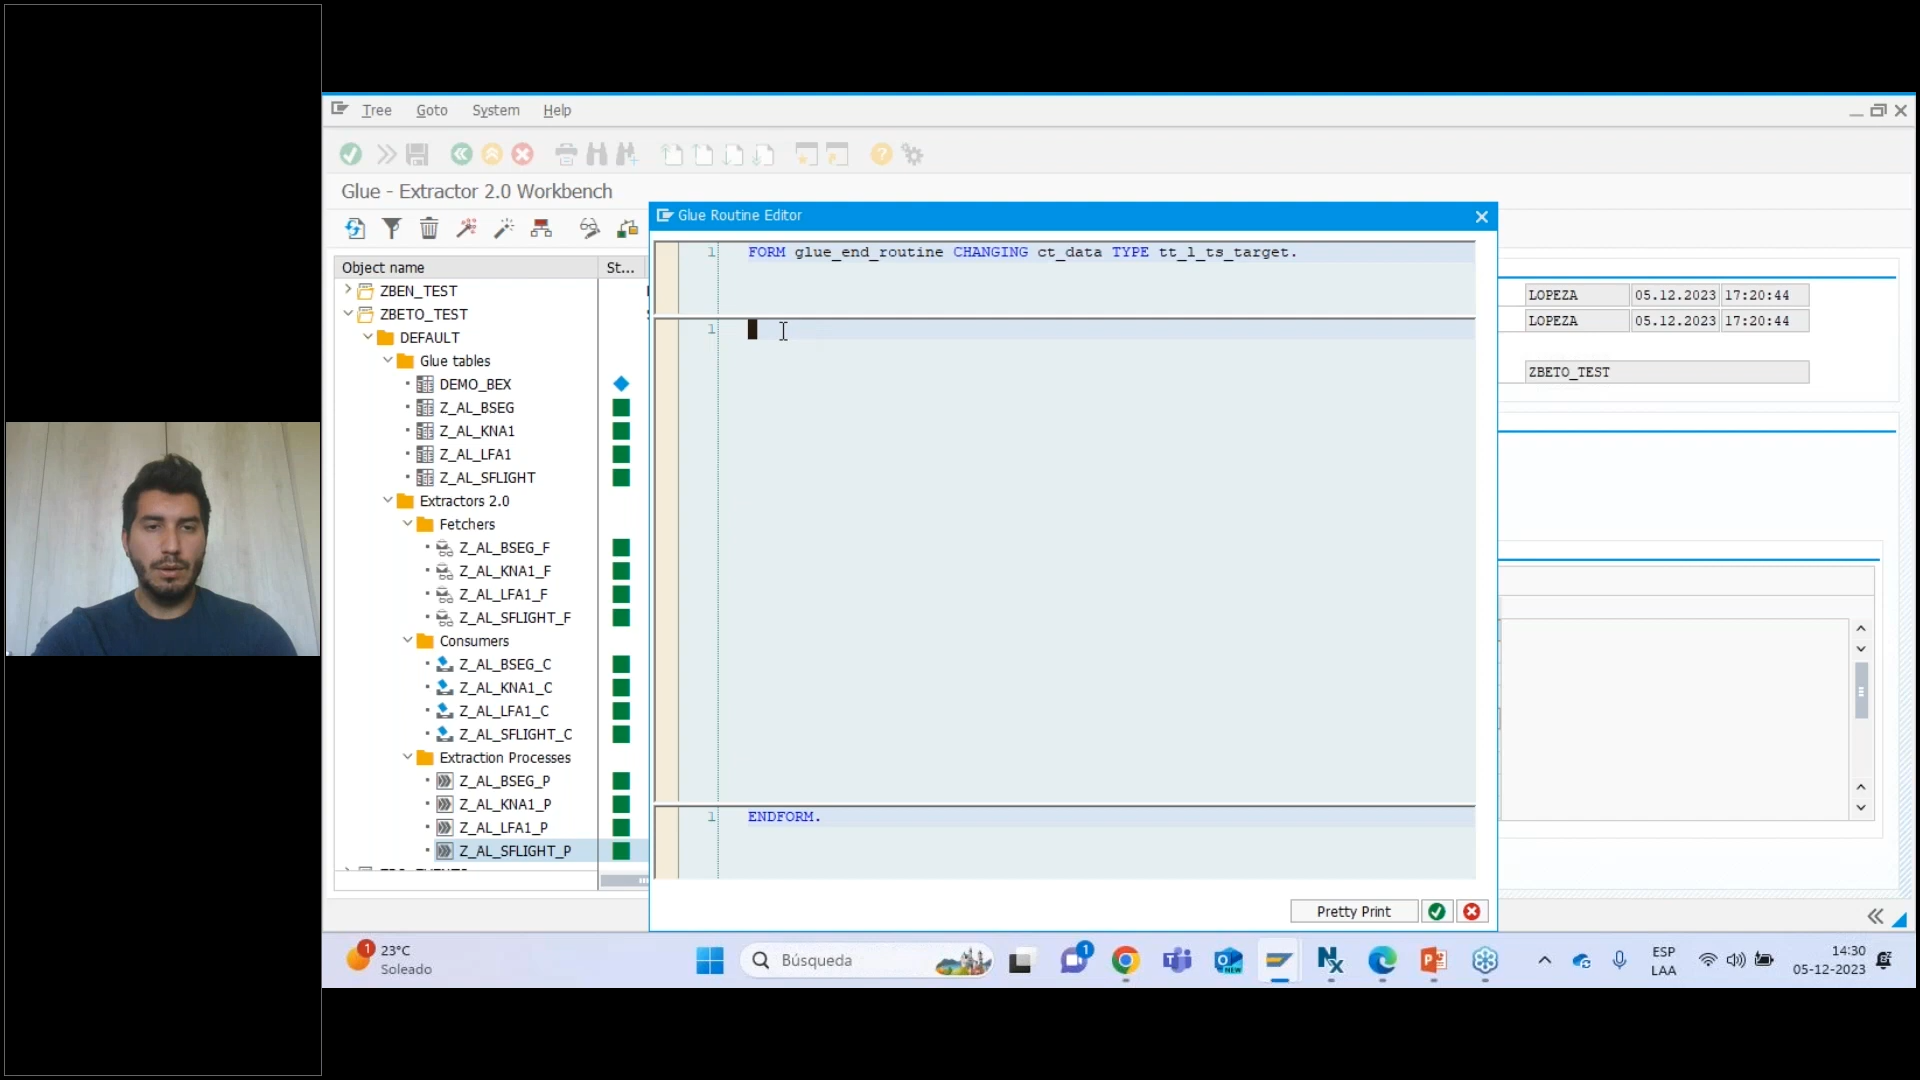 Tree Goto System Help
Glue - Extractor 2.0 Workbench
Glue Routine Editor
Object name St...
ZBEN_TEST
ZBETO_TEST
DEFAULT
Glue tables
DEMO_BEX
Z_AL_BSEG
Z_AL_KNA1
Z_AL_LFA1
Z_AL_SFLIGHT
Extractors 2.0
Fetchers
Z_AL_BSEG_F
Z_AL_KNA1_F
Z_AL_LFA1_F
Z_AL_SFLIGHT_F
Consumers
Z_AL_BSEG_C
Z_AL_KNA1_C
Z_AL_LFA1_C
Z_AL_SFLIGHT_C
Extraction Processes
Z_AL_BSEG_P
Z_AL_KNA1_P
Z_AL_LFA1_P
Z_AL_SFLIGHT_P
1 FORM glue_end_routine CHANGING ct_data TYPE tt_l_ts_target.
1
1 ENDFORM.
Pretty Print
LOPEZA 05.12.2023 17:20:44
LOPEZA 05.12.2023 17:20:44
ZBETO_TEST
1 23°C
Soleado
Búsqueda
1
NEW
ESP
LAA
14:30
05-12-2023